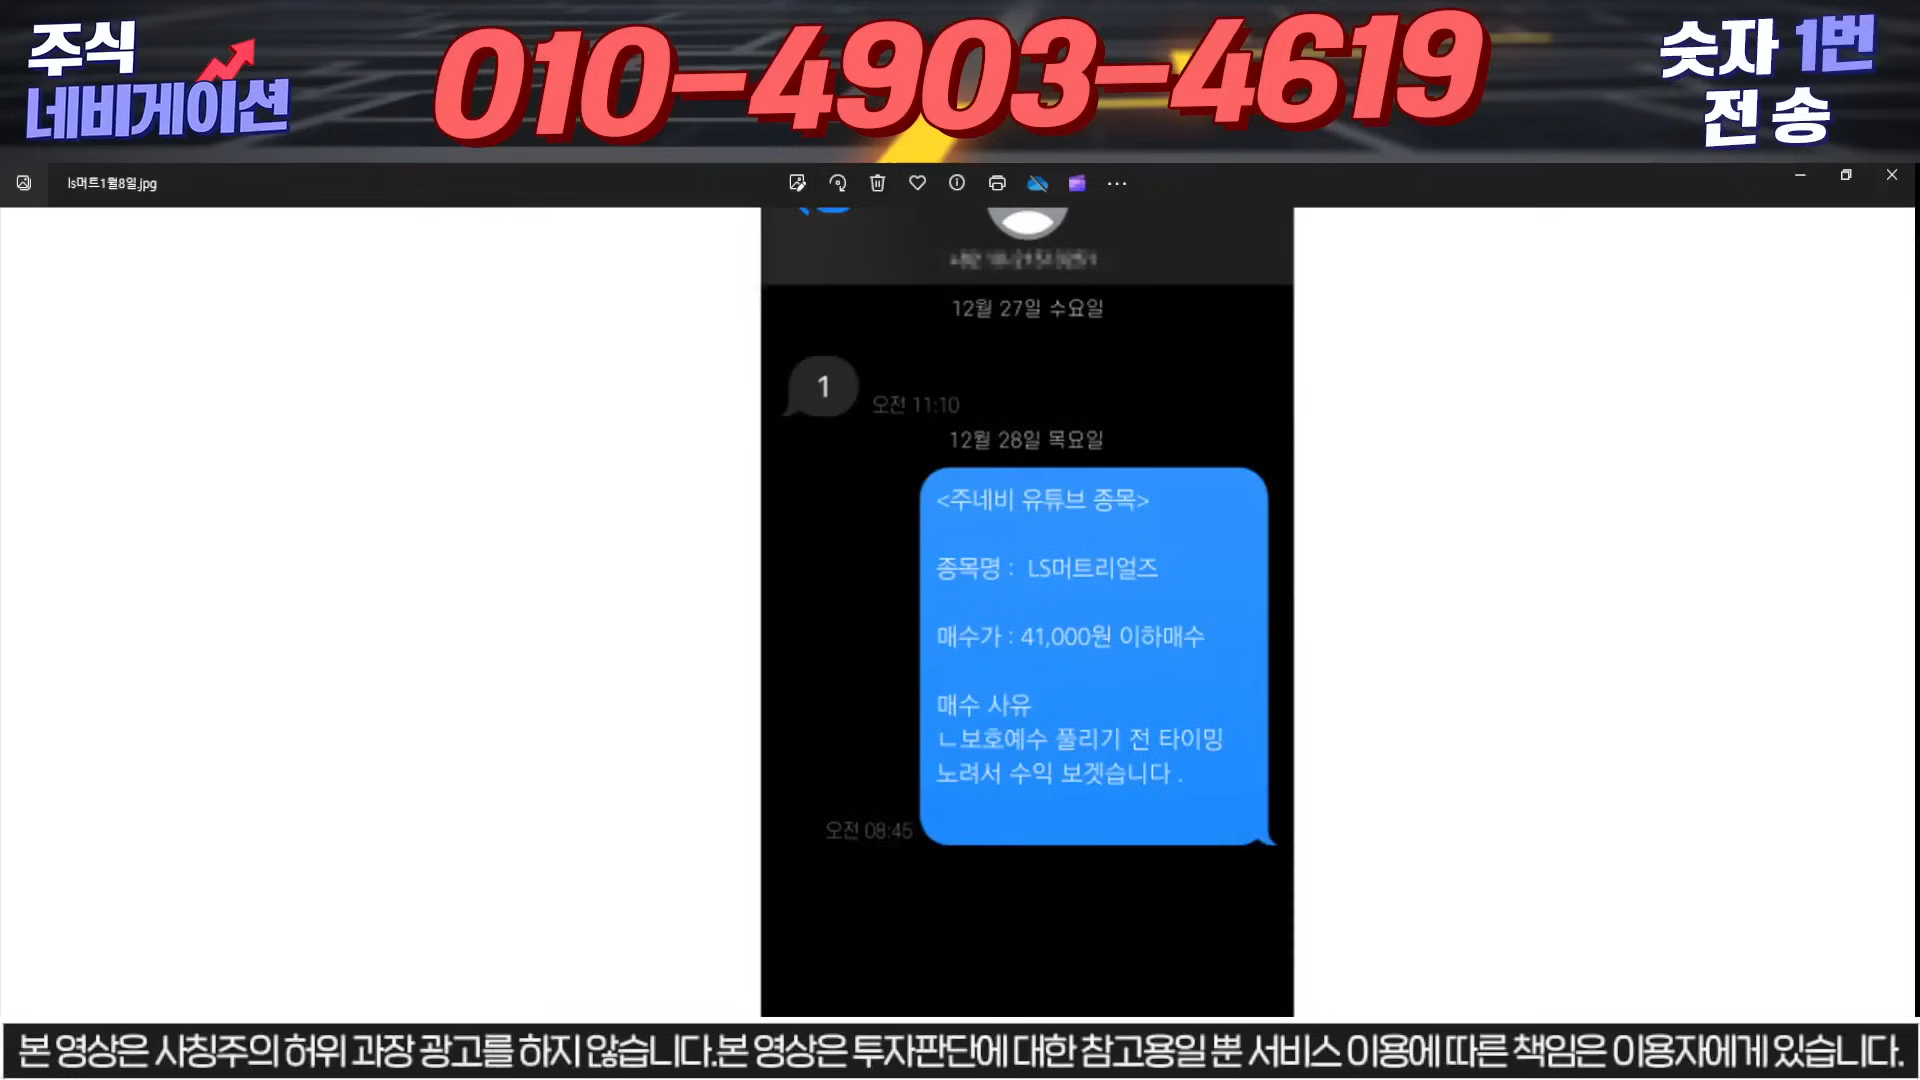 주식
네비게이션
010-4903-4619
숫자 1번
전송
ls머트1월8일.jpg
12월 27일 수요일
1
오전 11:10
12월 28일 목요일
<주네비 유튜브 종목>
종목명 : LS머트리얼즈
매수가 : 41,000원 이하매수
매수 사유
ㄴ보호예수 풀리기 전 타이밍
노려서 수익 보겟습니다 .
오전 08:45
본 영상은 사칭주의 허위 과장 광고를 하지 않습니다.본 영상은 투자판단에 대한 참고용일 뿐 서비스 이용에 따른 책임은 이용자에게 있습니다.